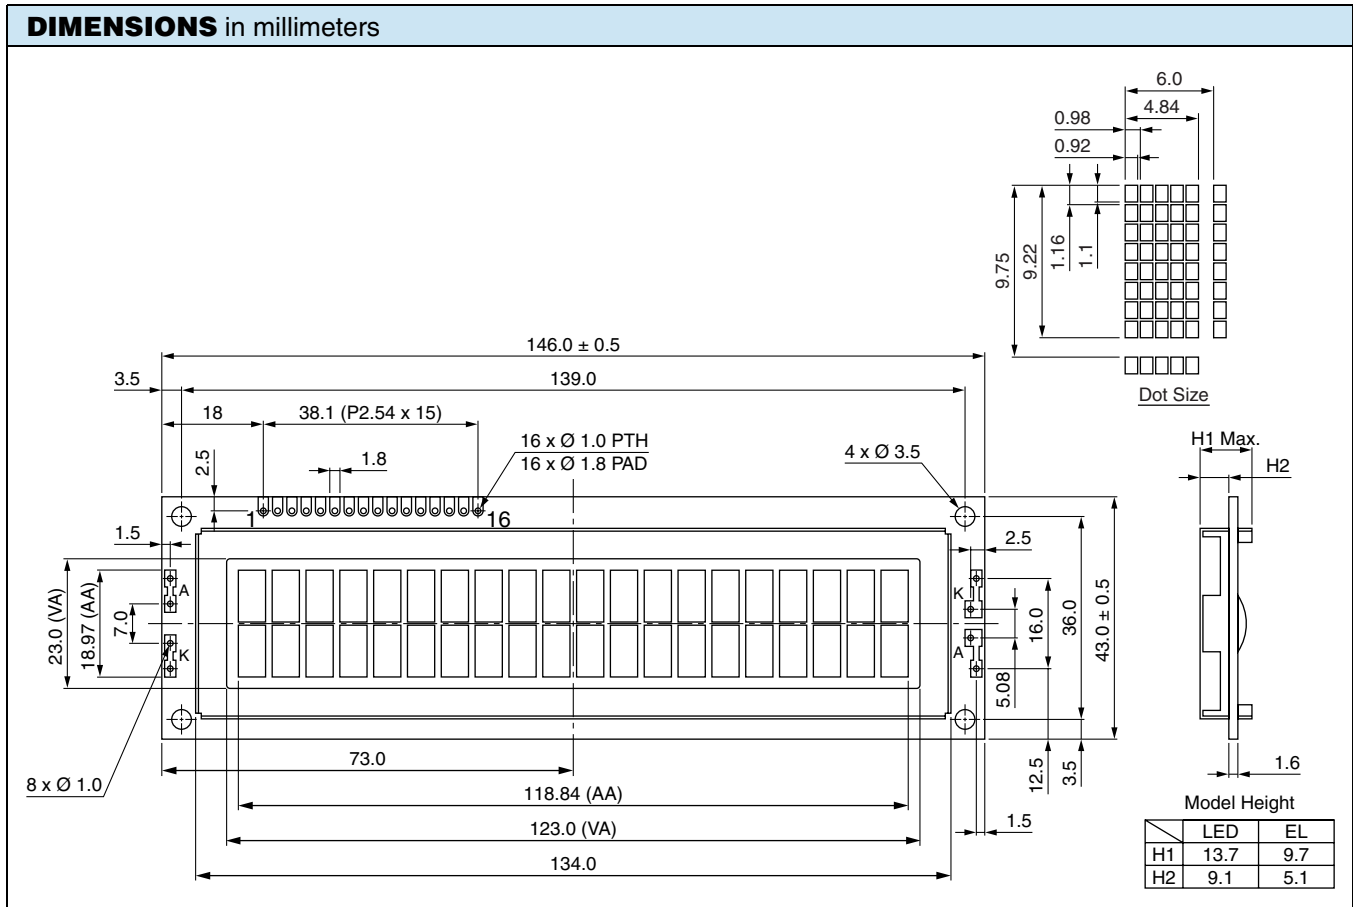 DIMENSIONS in millimeters
6.0
4.84
0.98
0.92
9.75
9.22
1.16
1.1
Dot Size
146.0 ± 0.5
3.5
139.0
18
38.1 (P2.54 x 15)
2.5
1.8
16 x Ø 1.0 PTH
16 x Ø 1.8 PAD
4 x Ø 3.5
H1 Max.
H2
1
16
1.5
2.5
A
K
23.0 (VA)
18.97 (AA)
7.0
K
A
5.08
16.0
36.0
43.0 ± 0.5
73.0
12.5
3.5
8 x Ø 1.0
118.84 (AA)
1.5
1.6
123.0 (VA)
134.0
Model Height
LED EL
H1 13.7 9.7
H2 9.1 5.1